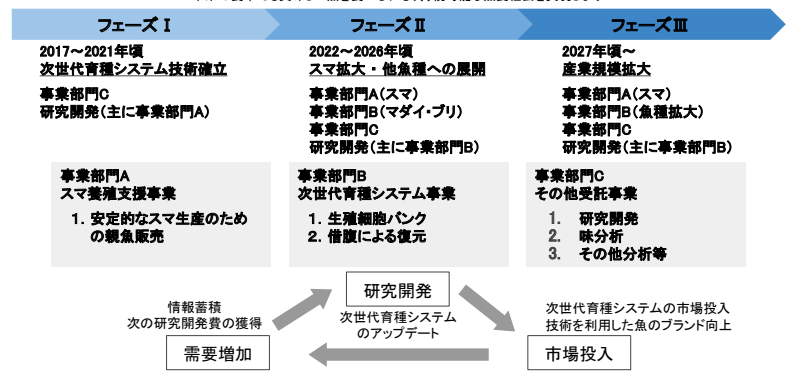 フェーズⅠ
フェーズⅡ
フェーズⅢ
2017～2021年頃
次世代育種システム技術確立
事業部門C
研究開発(主に事業部門A)
2022～2026年頃
スマ拡大・他魚種への展開
事業部門A(スマ)
事業部門B(マダイ・ブリ)
事業部門C
研究開発(主に事業部門B)
2027年頃～
産業規模拡大
事業部門A(スマ)
事業部門B(魚種拡大)
事業部門C
研究開発(主に事業部門B)
事業部門A
スマ養殖支援事業
1. 安定的なスマ生産のため
の親魚販売
事業部門B
次世代育種システム事業
1. 生殖細胞バンク
2. 借腹による復元
事業部門C
その他受託事業
1. 研究開発
2. 味分析
3. その他分析等
研究開発
次世代育種システム
のアップデート
情報蓄積
次の研究開発費の獲得
需要増加
次世代育種システムの市場投入
技術を利用した魚のブランド向上
市場投入